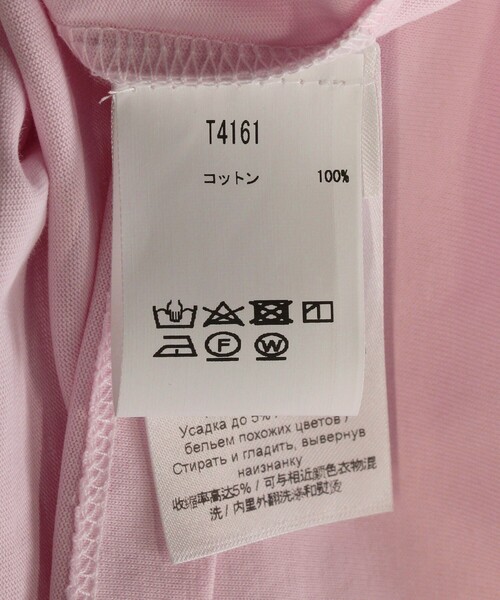 T4161
コットン 100%
F W
Усадка до 5% /
бельем похожих цветов /
Стирать и гладить, вывернув
наизнанку
收缩率高达5% / 可与相近颜色衣物混
洗 / 内里外翻洗涤和熨烫